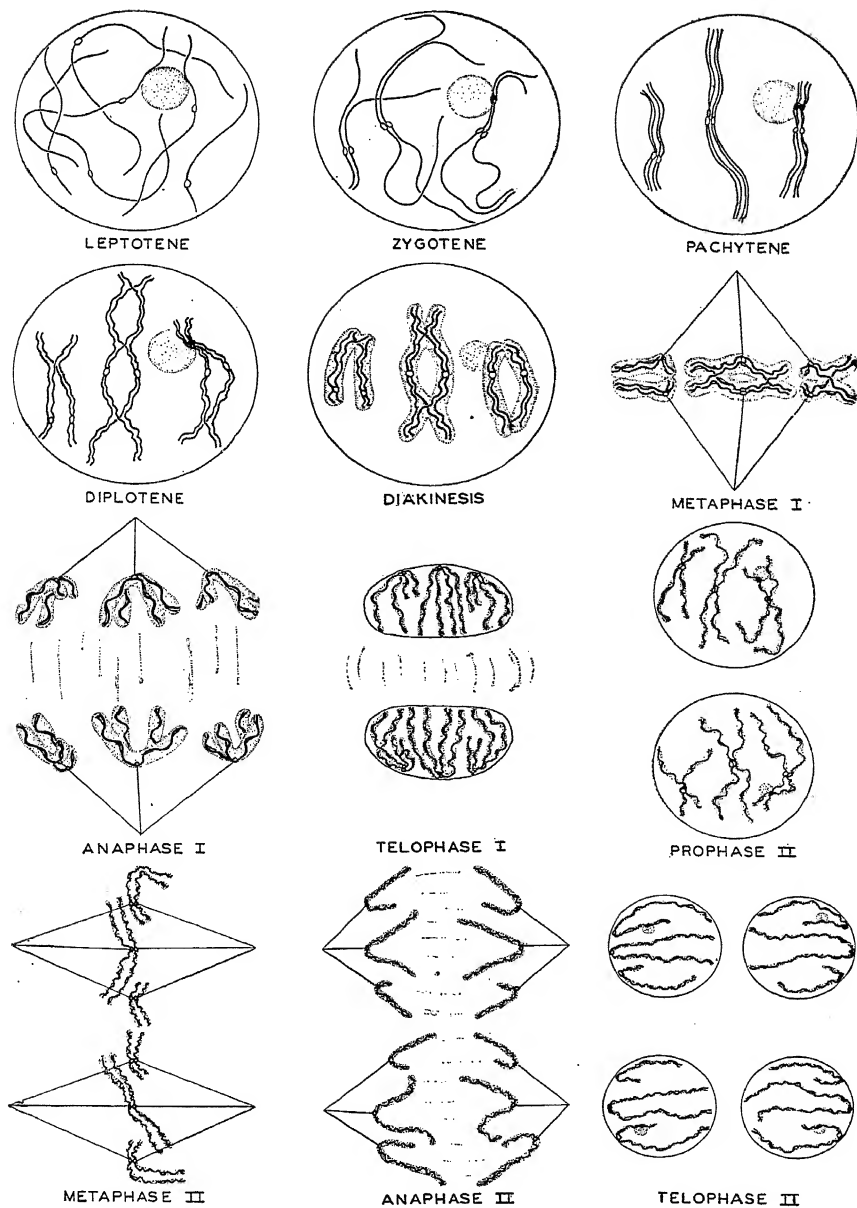 LEPTOTENE
ZYGOTENE
PACHYTENE
DIPLOTENE
DIAKINESIS
METAPHASE I
ANAPHASE I
TELOPHASE I
PROPHASE II
METAPHASE II
ANAPHASE II
TELOPHASE II